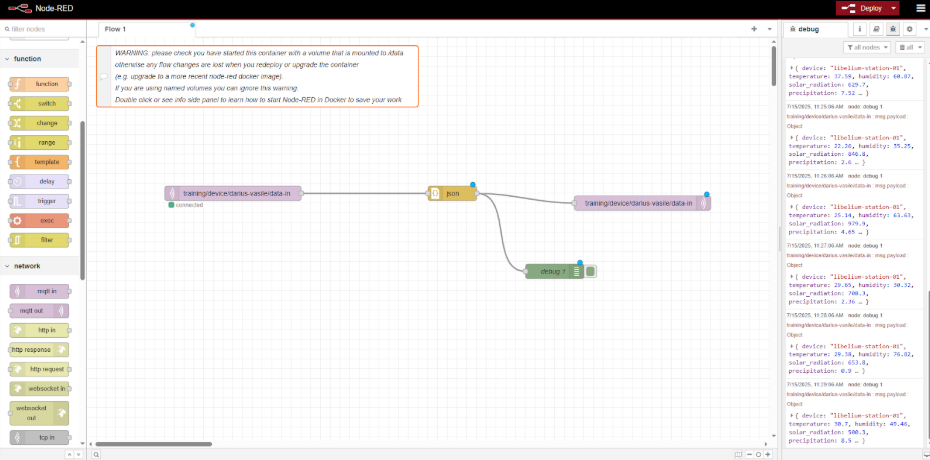 Node-RED
Deploy
filter nodes
Flow 1
debug
all nodes
all
function
function
switch
change
range
template
delay
trigger
exec
filter
network
mqtt in
mqtt out
http in
http response
http request
websocket in
websocket
out
tcp in
WARNING: please check you have started this container with a volume that is mounted to /data
otherwise any flow changes are lost when you redeploy or upgrade the container
(e.g. upgrade to a more recent node-red docker image).
If you are using named volumes you can ignore this warning.
Double click or see info side panel to learn how to start Node-RED in Docker to save your work
training/device/darius-vasile/data-in
connected
json
training/device/darius-vasile/data-in
debug 1
{ device: "libelium-station-01",
temperature: 37.59, humidity: 60.87,
solar_radiation: 629.7,
precipitation: 7.52 … }
7/15/2025, 11:25:06 AM node: debug 1
training/device/darius-vasile/data-in : msg.payload :
Object
{ device: "libelium-station-01",
temperature: 22.26, humidity: 35.25,
solar_radiation: 846.8,
precipitation: 2.6 … }
7/15/2025, 11:26:06 AM node: debug 1
training/device/darius-vasile/data-in : msg.payload :
Object
{ device: "libelium-station-01",
temperature: 25.14, humidity: 63.63,
solar_radiation: 979.9,
precipitation: 4.65 … }
7/15/2025, 11:27:06 AM node: debug 1
training/device/darius-vasile/data-in : msg.payload :
Object
{ device: "libelium-station-01",
temperature: 29.65, humidity: 30.32,
solar_radiation: 708.3,
precipitation: 2.36 … }
7/15/2025, 11:28:06 AM node: debug 1
training/device/darius-vasile/data-in : msg.payload :
Object
{ device: "libelium-station-01",
temperature: 29.38, humidity: 76.62,
solar_radiation: 653.8,
precipitation: 0.9 … }
7/15/2025, 11:29:06 AM node: debug 1
training/device/darius-vasile/data-in : msg.payload :
Object
{ device: "libelium-station-01",
temperature: 30.7, humidity: 49.46,
solar_radiation: 500.3,
precipitation: 8.5 … }